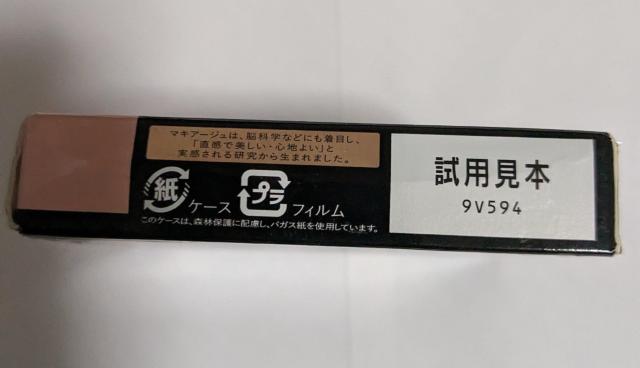 マキアージュは、脳科学などにも着目し、
「直感で美しい・心地よい」と
実感される研究から生まれました。
紙 ケース プラ フィルム
このケースは、森林保護に配慮し、バガス紙を使用しています。
試用見本
9V594